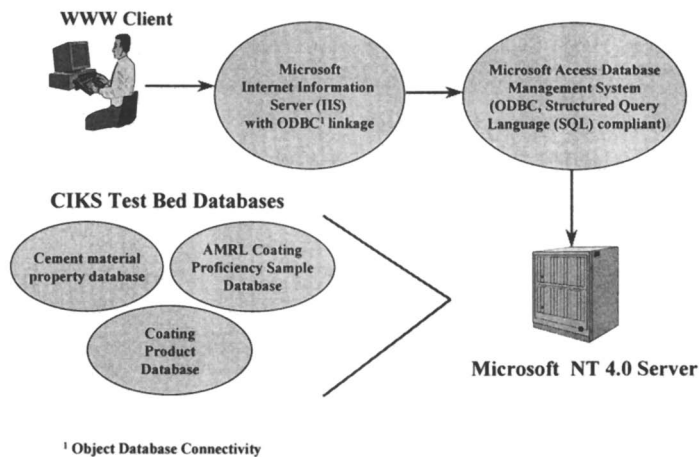 WWW Client
Microsoft
Internet Information
Server (IIS)
with ODBC¹ linkage
Microsoft Access Database
Management System
(ODBC, Structured Query
Language (SQL) compliant)
CIKS Test Bed Databases
Cement material
property database
AMRL Coating
Proficiency Sample
Database
Coating
Product
Database
Microsoft NT 4.0 Server
¹ Object Database Connectivity